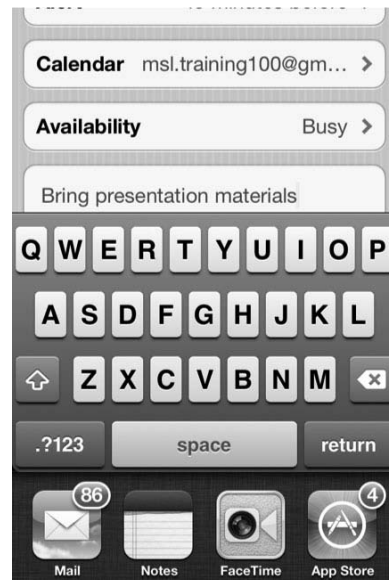 Calendar msl.training100@gm... >
Availability Busy >
Bring presentation materials
Q W E R T Y U I O P
A S D F G H J K L
Z X C V B N M
.?123 space return
86 4
Mail Notes FaceTime App Store